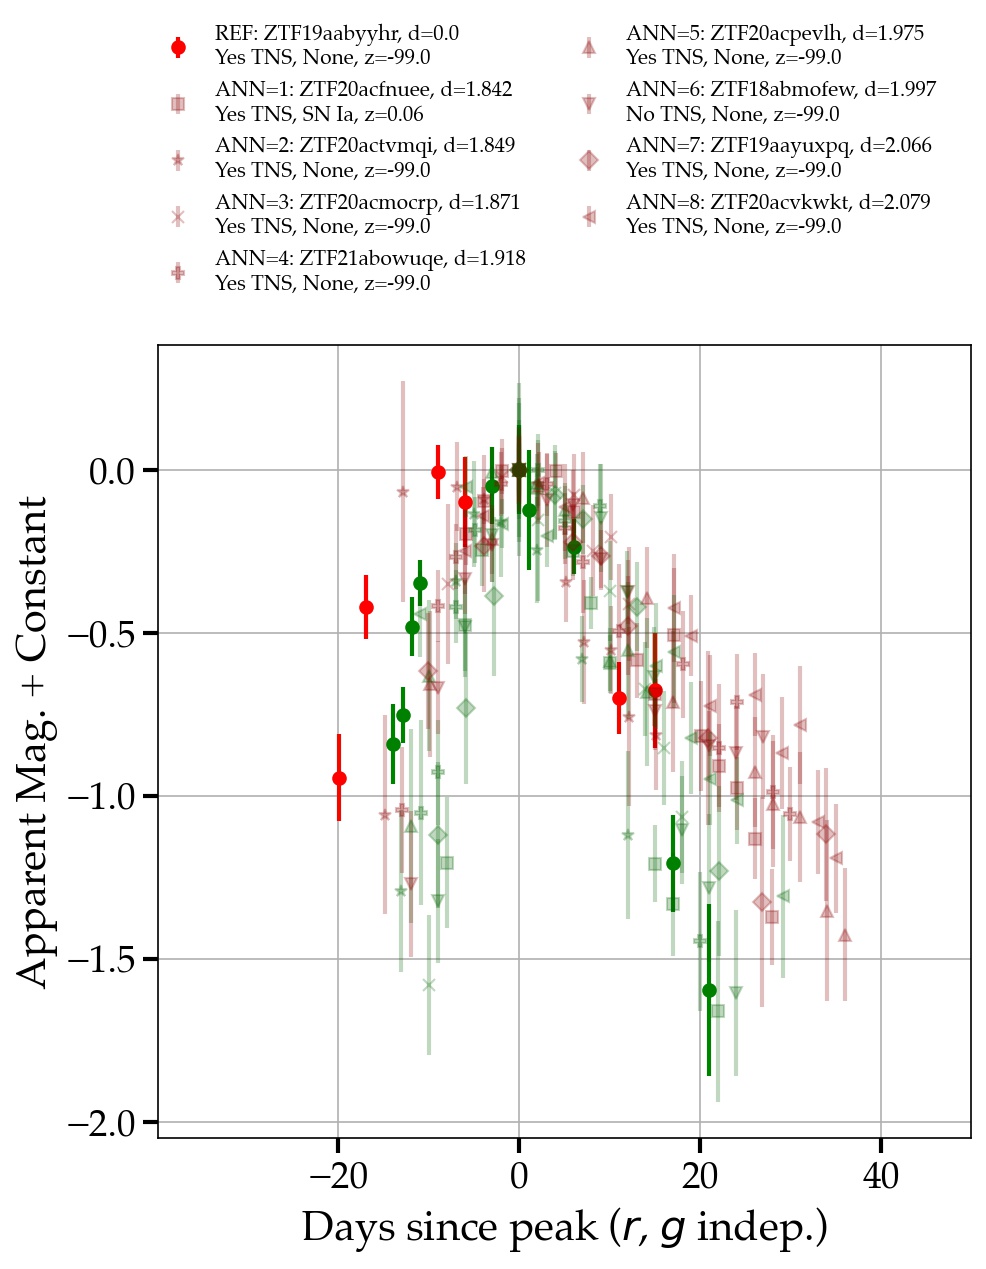 REF: ZTF19aabyyhr, d=0.0
Yes TNS, None, z=-99.0
ANN=1: ZTF20acfnuee, d=1.842
Yes TNS, SN Ia, z=0.06
ANN=2: ZTF20actvmqi, d=1.849
Yes TNS, None, z=-99.0
ANN=3: ZTF20acmocrp, d=1.871
Yes TNS, None, z=-99.0
ANN=4: ZTF21abowuqe, d=1.918
Yes TNS, None, z=-99.0
ANN=5: ZTF20acpevlh, d=1.975
Yes TNS, None, z=-99.0
ANN=6: ZTF18abmofew, d=1.997
No TNS, None, z=-99.0
ANN=7: ZTF19aayuxpq, d=2.066
Yes TNS, None, z=-99.0
ANN=8: ZTF20acvkwkt, d=2.079
Yes TNS, None, z=-99.0
Apparent Mag. + Constant
0.0
−0.5
−1.0
−1.5
−2.0
−20 0 20 40
Days since peak (r, g indep.)